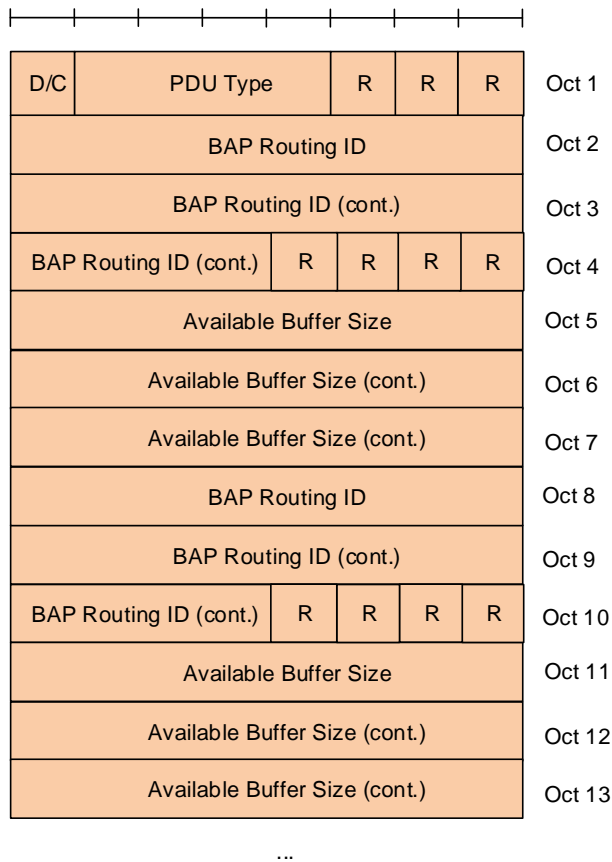 D/C PDU Type R R R Oct 1
BAP Routing ID Oct 2
BAP Routing ID (cont.) Oct 3
BAP Routing ID (cont.) R R R R Oct 4
Available Buffer Size Oct 5
Available Buffer Size (cont.) Oct 6
Available Buffer Size (cont.) Oct 7
BAP Routing ID Oct 8
BAP Routing ID (cont.) Oct 9
BAP Routing ID (cont.) R R R R Oct 10
Available Buffer Size Oct 11
Available Buffer Size (cont.) Oct 12
Available Buffer Size (cont.) Oct 13
...